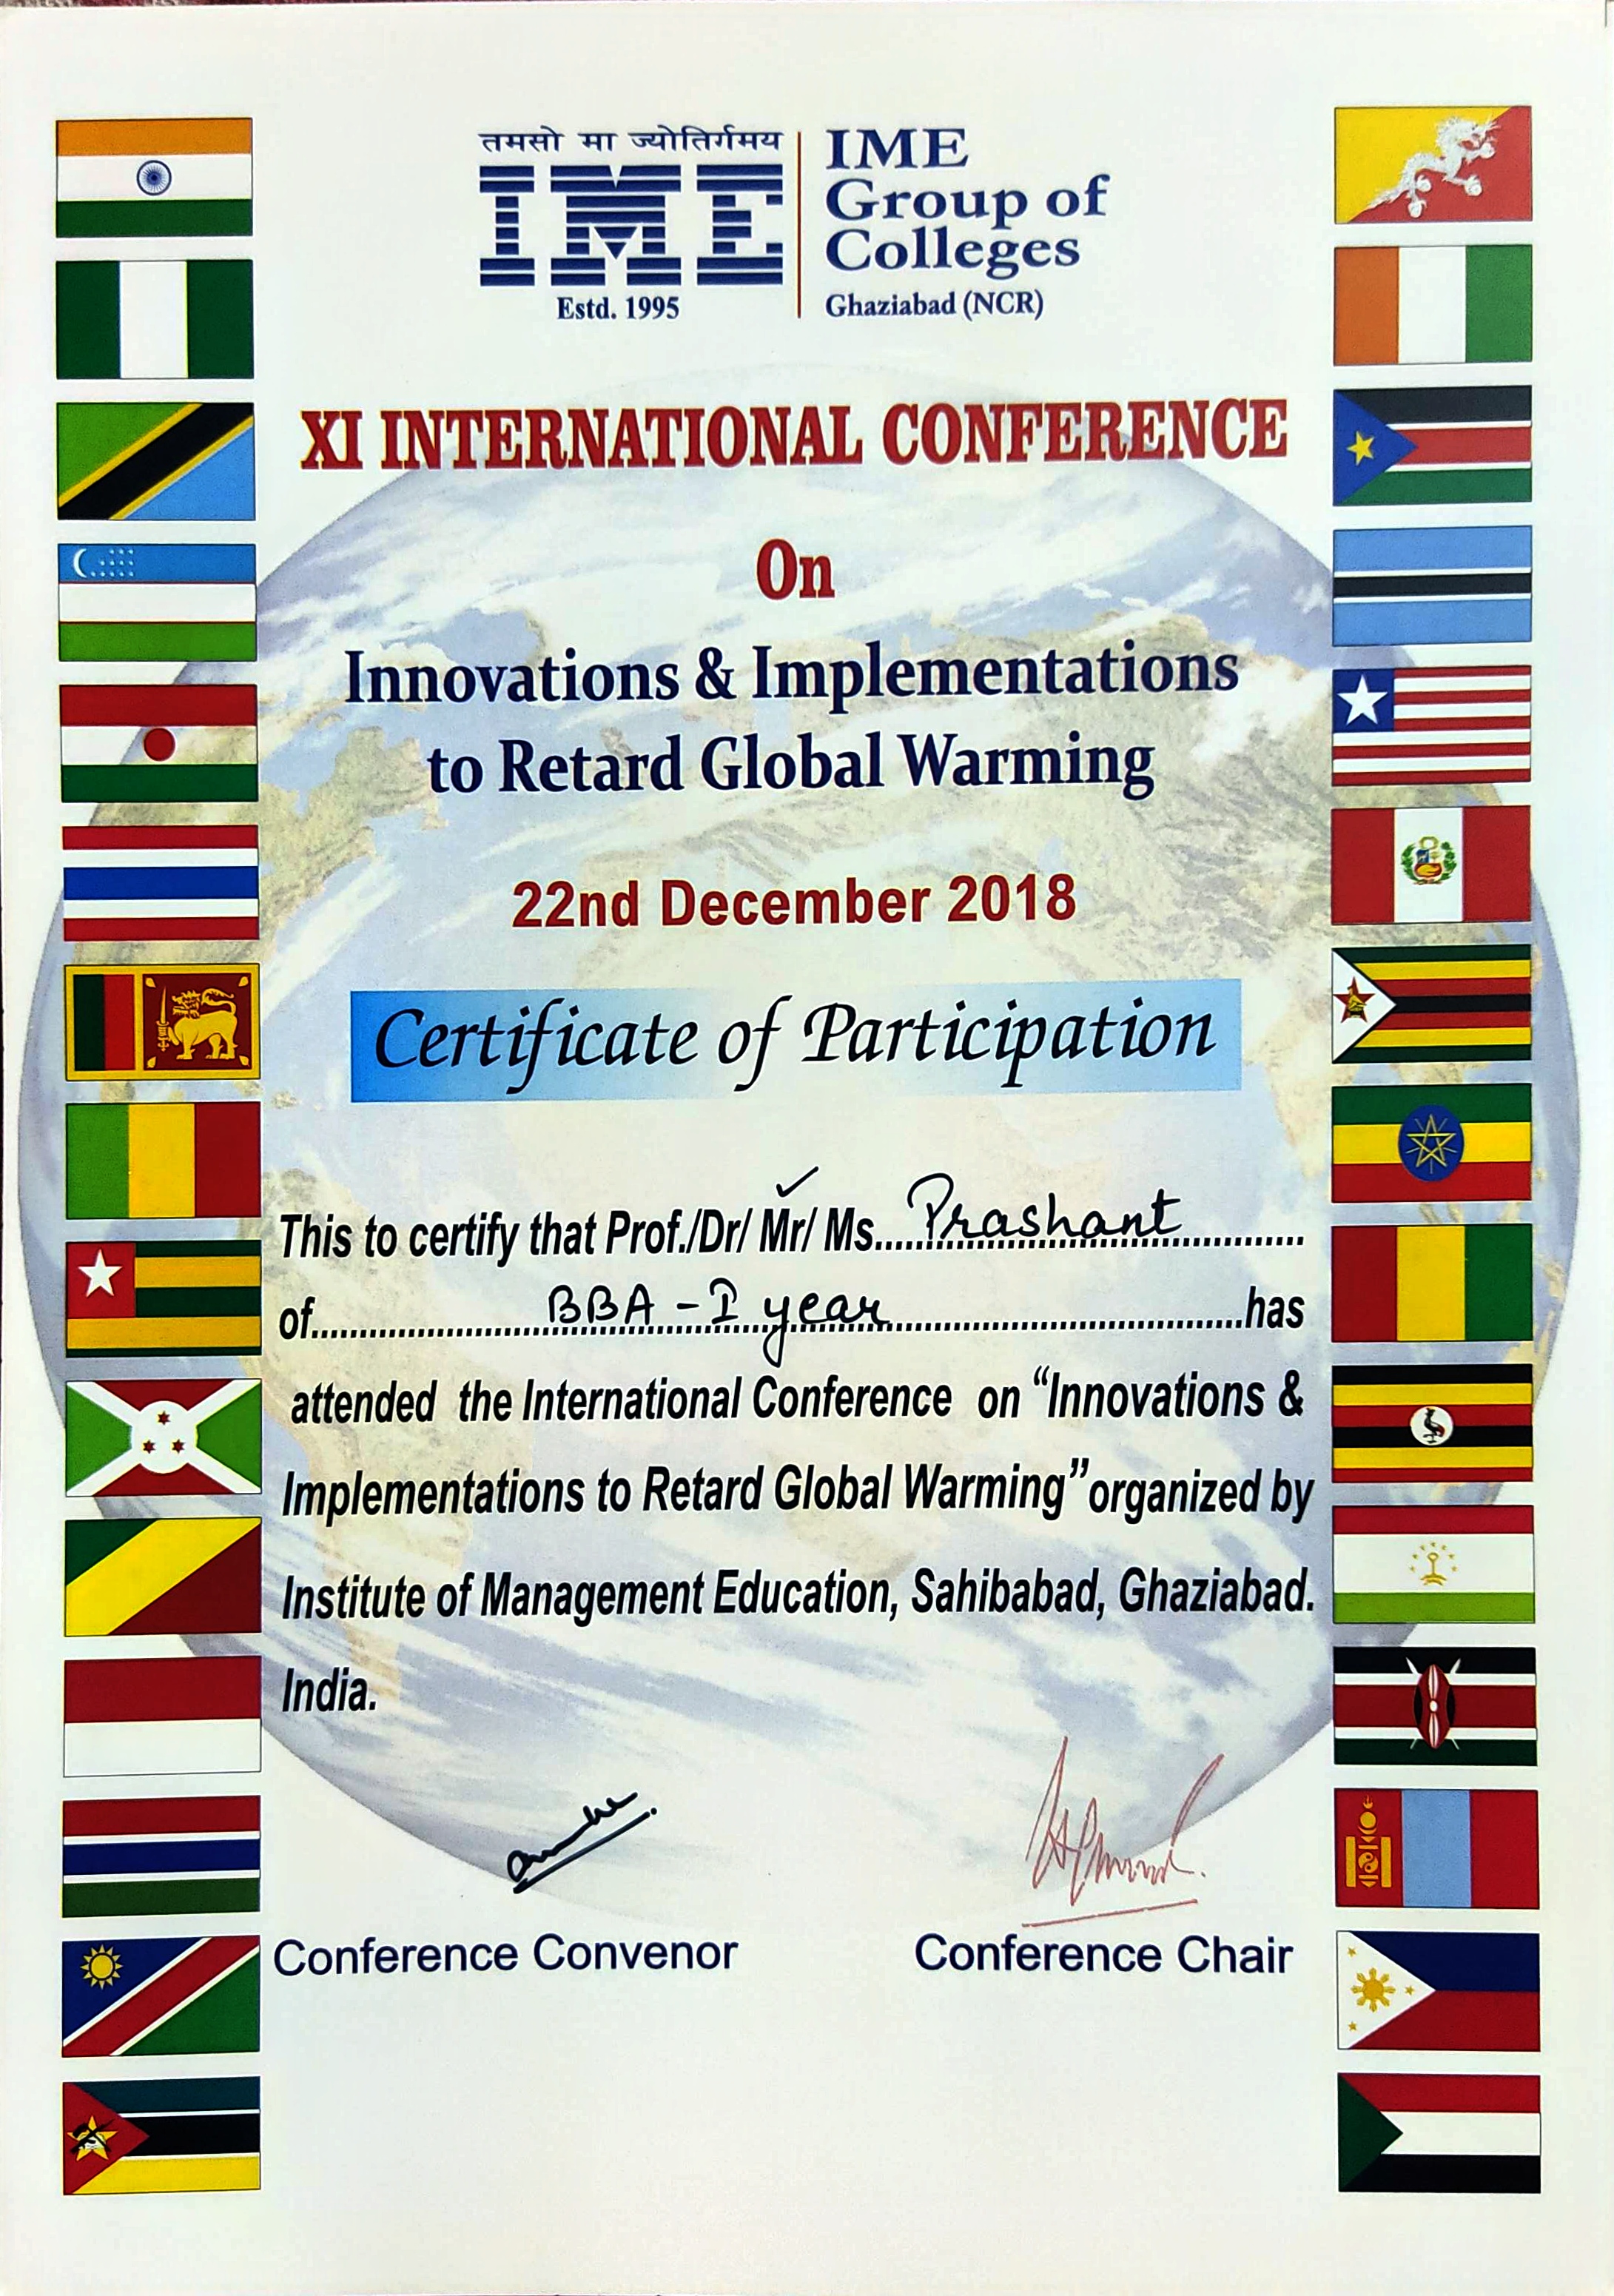 तमसो मा ज्योतिर्गमय
IME
Estd. 1995
IME
Group of
Colleges
Ghaziabad (NCR)
XI INTERNATIONAL CONFERENCE
On
Innovations & Implementations
to Retard Global Warming
22nd December 2018
Certificate of Participation
This to certify that Prof./Dr/ Mr/ Ms....Prashant..............
of....................BBA - I year....................has
attended the International Conference on “Innovations &
Implementations to Retard Global Warming” organized by
Institute of Management Education, Sahibabad, Ghaziabad.
India.
Conference Convenor
Conference Chair